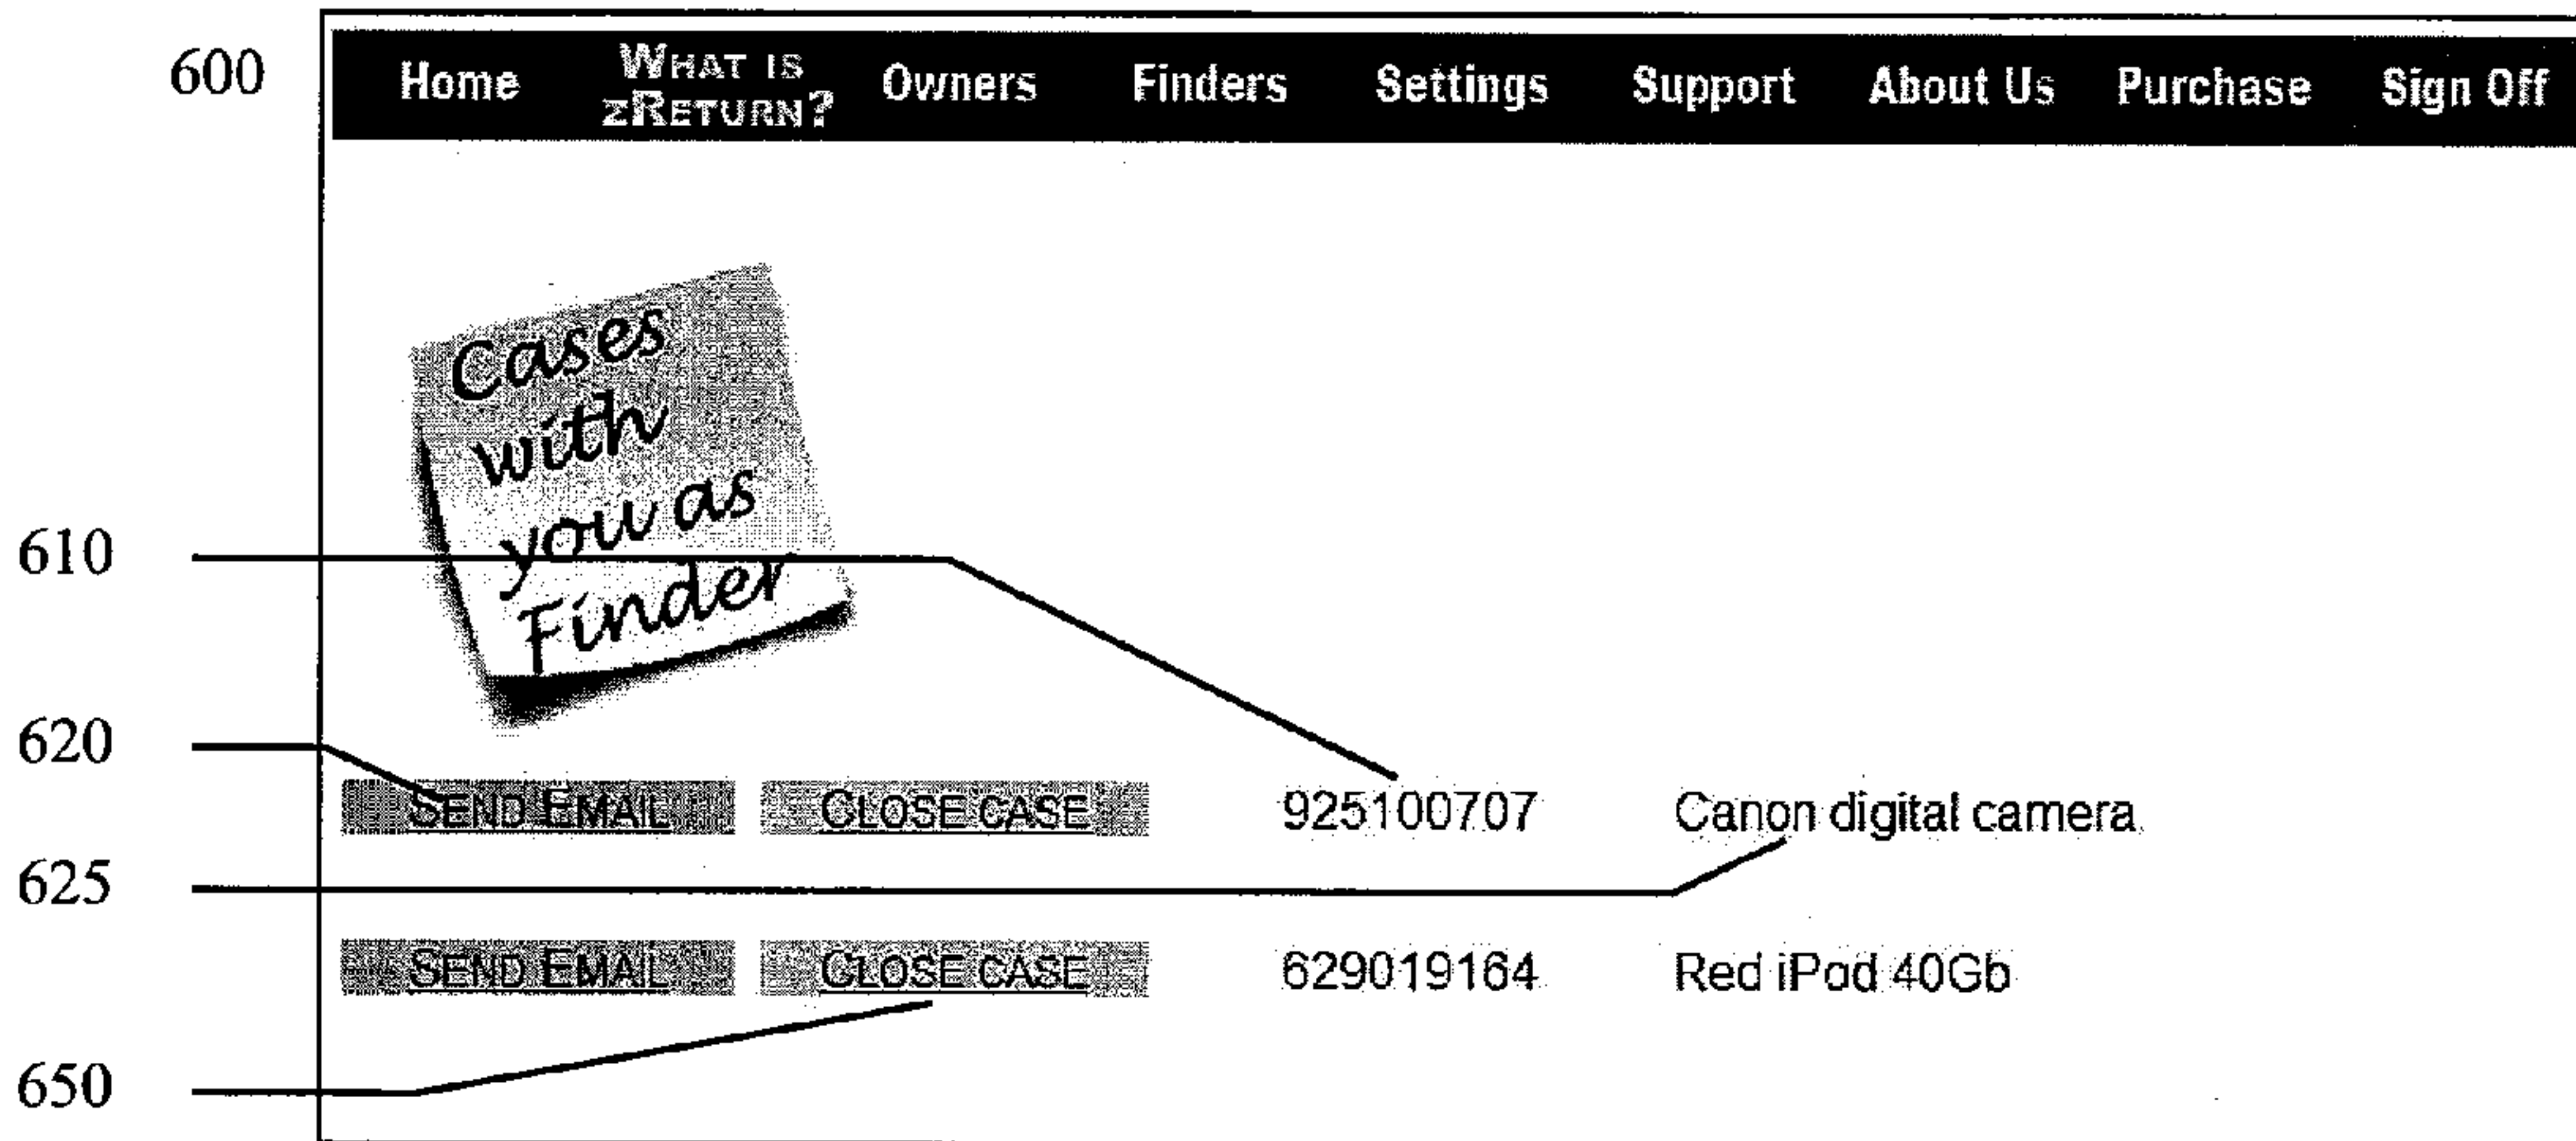 600
Home WHAT IS ZRETURN? Owners Finders Settings Support About Us Purchase Sign Off
Cases
with
you as
Finder
610
620
SEND EMAIL CLOSE CASE 925100707 Canon digital camera
625
SEND EMAIL CLOSE CASE 629019164 Red iPod 40Gb
650